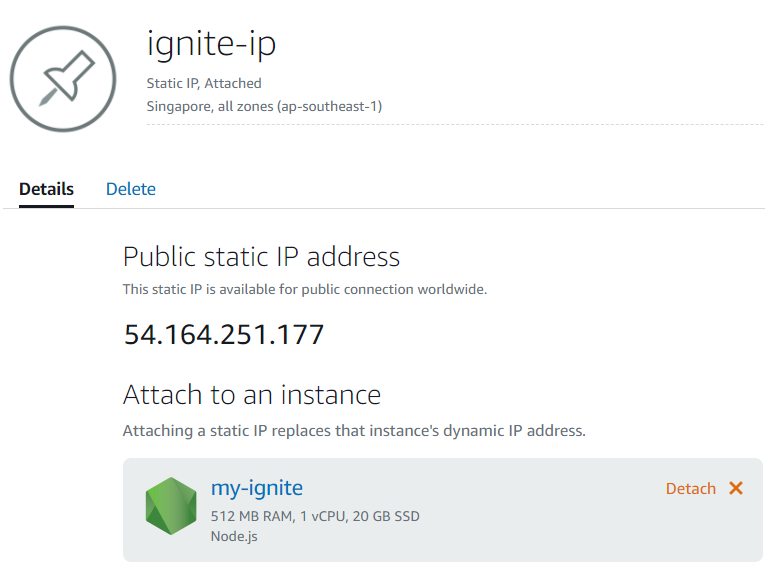 ignite-ip
Static IP, Attached
Singapore, all zones (ap-southeast-1)
Details Delete
Public static IP address
This static IP is available for public connection worldwide.
54.164.251.177
Attach to an instance
Attaching a static IP replaces that instance's dynamic IP address.
my-ignite Detach
512 MB RAM, 1 vCPU, 20 GB SSD
Node.js